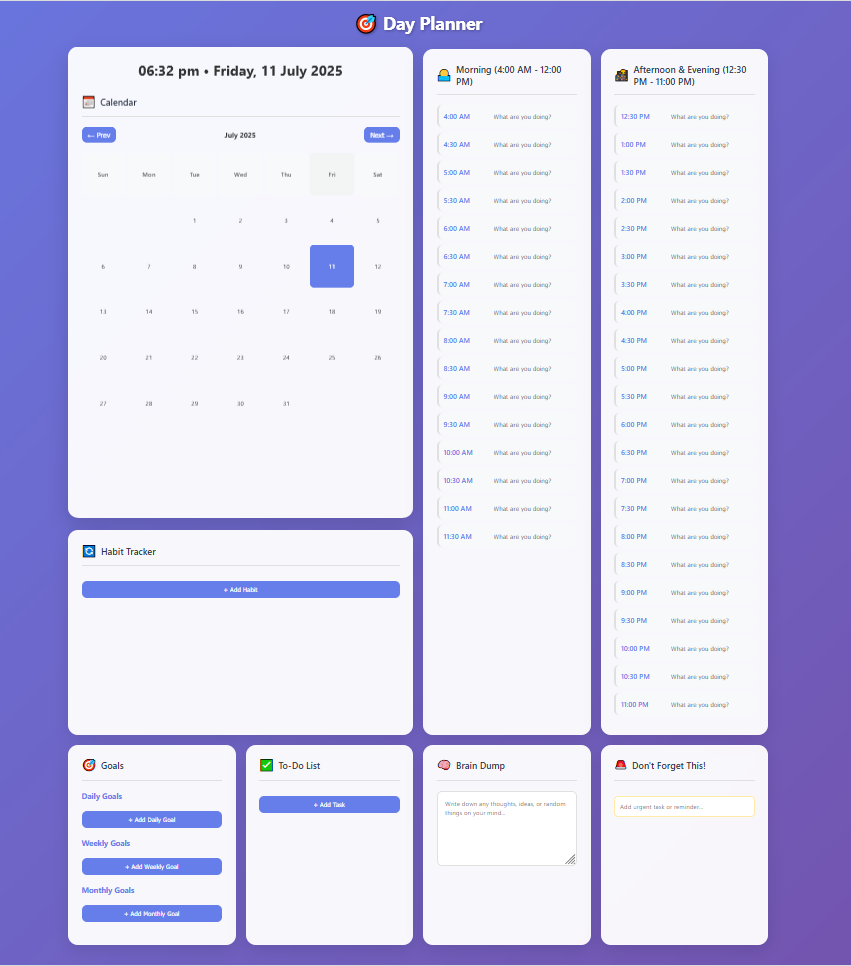 Day Planner
06:32 pm • Friday, 11 July 2025
Calendar
← Prev July 2025 Next →
Sun Mon Tue Wed Thu Fri Sat
1 2 3 4 5
6 7 8 9 10 11 12
13 14 15 16 17 18 19
20 21 22 23 24 25 26
27 28 29 30 31
Habit Tracker
+ Add Habit
Morning (4:00 AM - 12:00
PM)
4:00 AM What are you doing?
4:30 AM What are you doing?
5:00 AM What are you doing?
5:30 AM What are you doing?
6:00 AM What are you doing?
6:30 AM What are you doing?
7:00 AM What are you doing?
7:30 AM What are you doing?
8:00 AM What are you doing?
8:30 AM What are you doing?
9:00 AM What are you doing?
9:30 AM What are you doing?
10:00 AM What are you doing?
10:30 AM What are you doing?
11:00 AM What are you doing?
11:30 AM What are you doing?
Afternoon & Evening (12:30
PM - 11:00 PM)
12:30 PM What are you doing?
1:00 PM What are you doing?
1:30 PM What are you doing?
2:00 PM What are you doing?
2:30 PM What are you doing?
3:00 PM What are you doing?
3:30 PM What are you doing?
4:00 PM What are you doing?
4:30 PM What are you doing?
5:00 PM What are you doing?
5:30 PM What are you doing?
6:00 PM What are you doing?
6:30 PM What are you doing?
7:00 PM What are you doing?
7:30 PM What are you doing?
8:00 PM What are you doing?
8:30 PM What are you doing?
9:00 PM What are you doing?
9:30 PM What are you doing?
10:00 PM What are you doing?
10:30 PM What are you doing?
11:00 PM What are you doing?
Goals
Daily Goals
+ Add Daily Goal
Weekly Goals
+ Add Weekly Goal
Monthly Goals
+ Add Monthly Goal
To-Do List
+ Add Task
Brain Dump
Write down any thoughts, ideas, or random
things on your mind...
Don't Forget This!
Add urgent task or reminder...